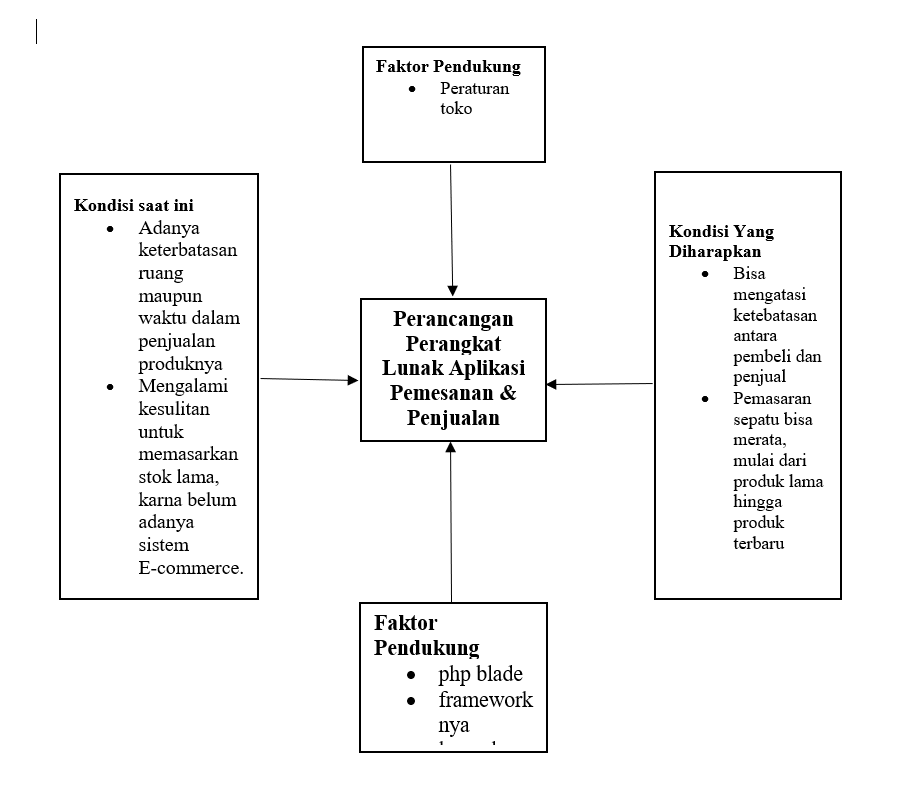 Faktor Pendukung
• Peraturan
toko
Kondisi saat ini
• Adanya
keterbatasan
ruang
maupun
waktu dalam
penjualan
produknya
• Mengalami
kesulitan
untuk
memasarkan
stok lama,
karna belum
adanya
sistem
E-commerce.
Perancangan
Perangkat
Lunak Aplikasi
Pemesanan &
Penjualan
Kondisi Yang
Diharapkan
• Bisa
mengatasi
ketebatasan
antara
pembeli dan
penjual
• Pemasaran
sepatu bisa
merata,
mulai dari
produk lama
hingga
produk
terbaru
Faktor
Pendukung
• php blade
• framework
nya